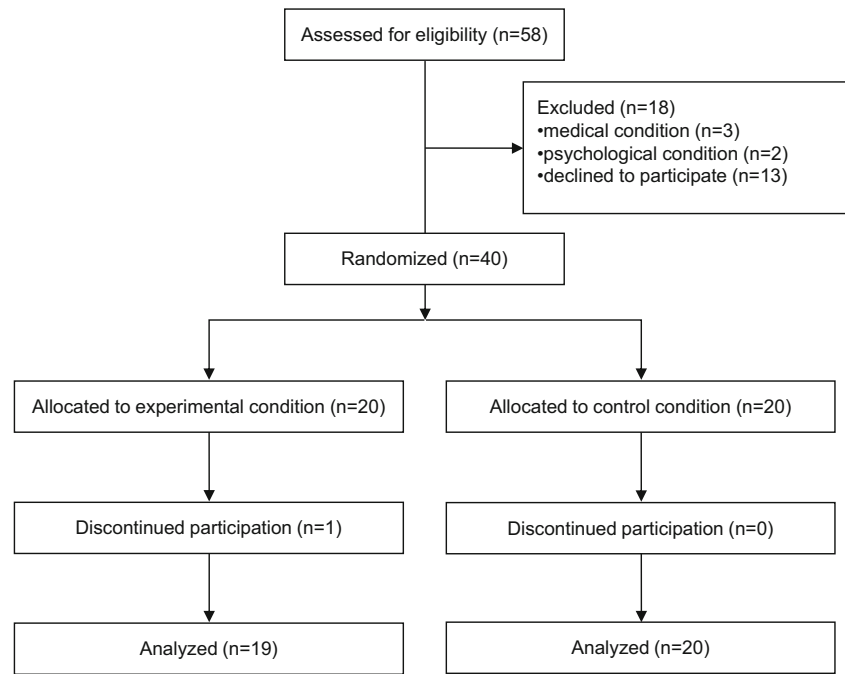 Assessed for eligibility (n=58)
Excluded (n=18)
•medical condition (n=3)
•psychological condition (n=2)
•declined to participate (n=13)
Randomized (n=40)
Allocated to experimental condition (n=20)
Allocated to control condition (n=20)
Discontinued participation (n=1)
Discontinued participation (n=0)
Analyzed (n=19)
Analyzed (n=20)